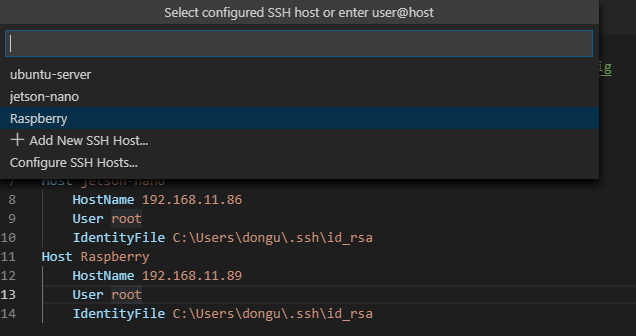 Select configured SSH host or enter user@host
ubuntu-server
jetson-nano
Raspberry
+ Add New SSH Host...
Configure SSH Hosts...
ig
7 Host jetson-nano
8 HostName 192.168.11.86
9 User root
10 IdentityFile C:\Users\dongu\.ssh\id_rsa
11 Host Raspberry
12 HostName 192.168.11.89
13 User root
14 IdentityFile C:\Users\dongu\.ssh\id_rsa